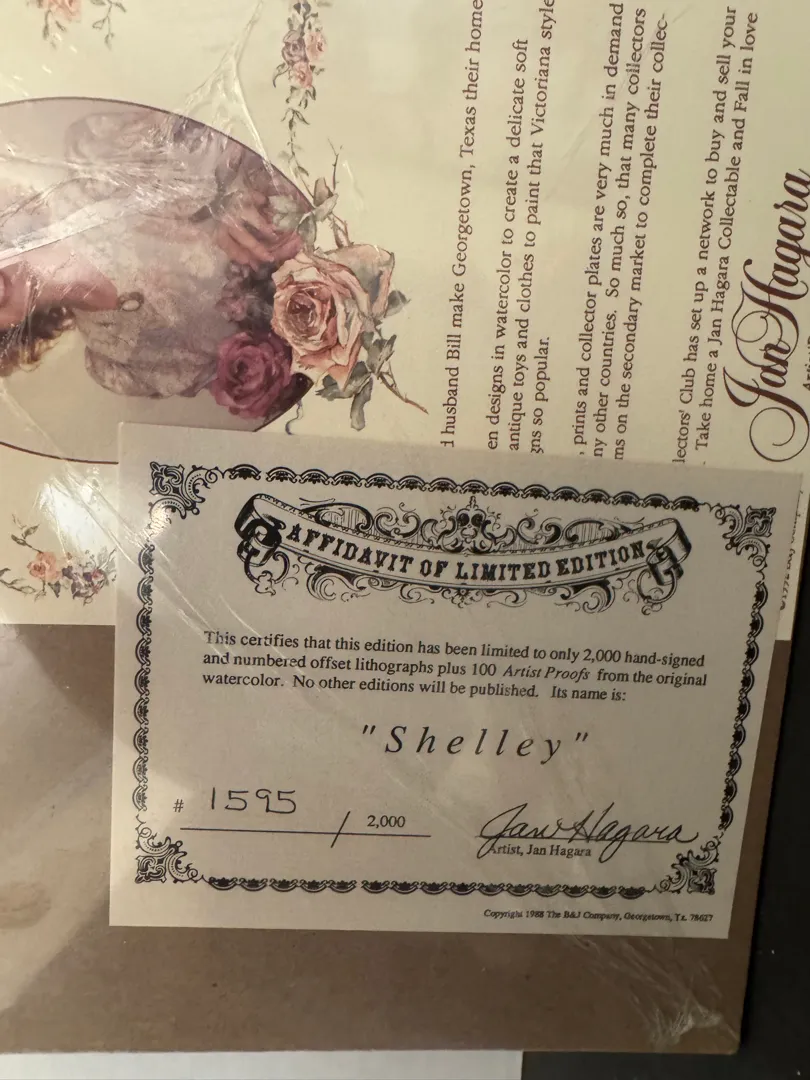 d husband Bill make Georgetown, Texas their home
en designs in watercolor to create a delicate soft
antique toys and clothes to paint that Victoriana style
gns so popular.
, prints and collector plates are very much in demand
ny other countries. So much so, that many collectors
ms on the secondary market to complete their collec-
lectors' Club has set up a network to buy and sell your
. Take home a Jan Hagara Collectable and Fall in love
Jan Hagara
AFFIDAVIT OF LIMITED EDITION
This certifies that this edition has been limited to only 2,000 hand-signed
and numbered offset lithographs plus 100 Artist Proofs from the original
watercolor. No other editions will be published. Its name is:
"Shelley"
# 1595 / 2,000
Jan Hagara
Artist, Jan Hagara
Copyright 1988 The B&J Company, Georgetown, Tx. 78627